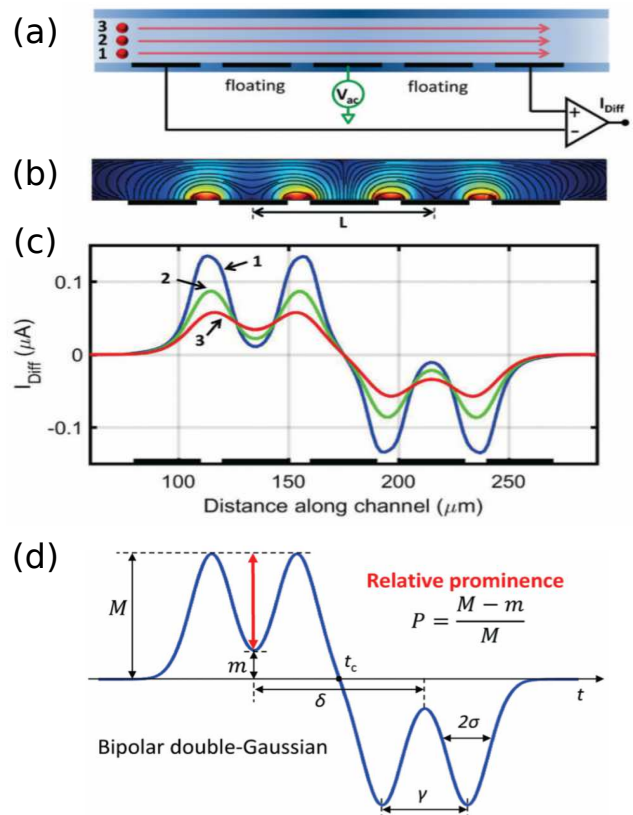 (a)
3
2
1
floating
V_ac
floating
I_Diff
+
−
(b)
L
(c)
0.1
0
-0.1
I_Diff (μA)
1
2
3
100
150
200
250
Distance along channel (μm)
(d)
M
m
Relative prominence
P = (M − m) / M
t_c
δ
t
2σ
γ
Bipolar double-Gaussian